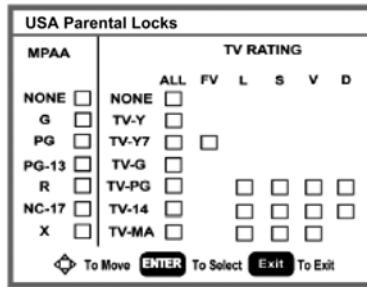 USA Parental Locks
MPAA TV RATING
ALL FV L S V D
NONE NONE
G TV-Y
PG TV-Y7
PG-13 TV-G
R TV-PG
NC-17 TV-14
X TV-MA
To Move ENTER To Select Exit To Exit